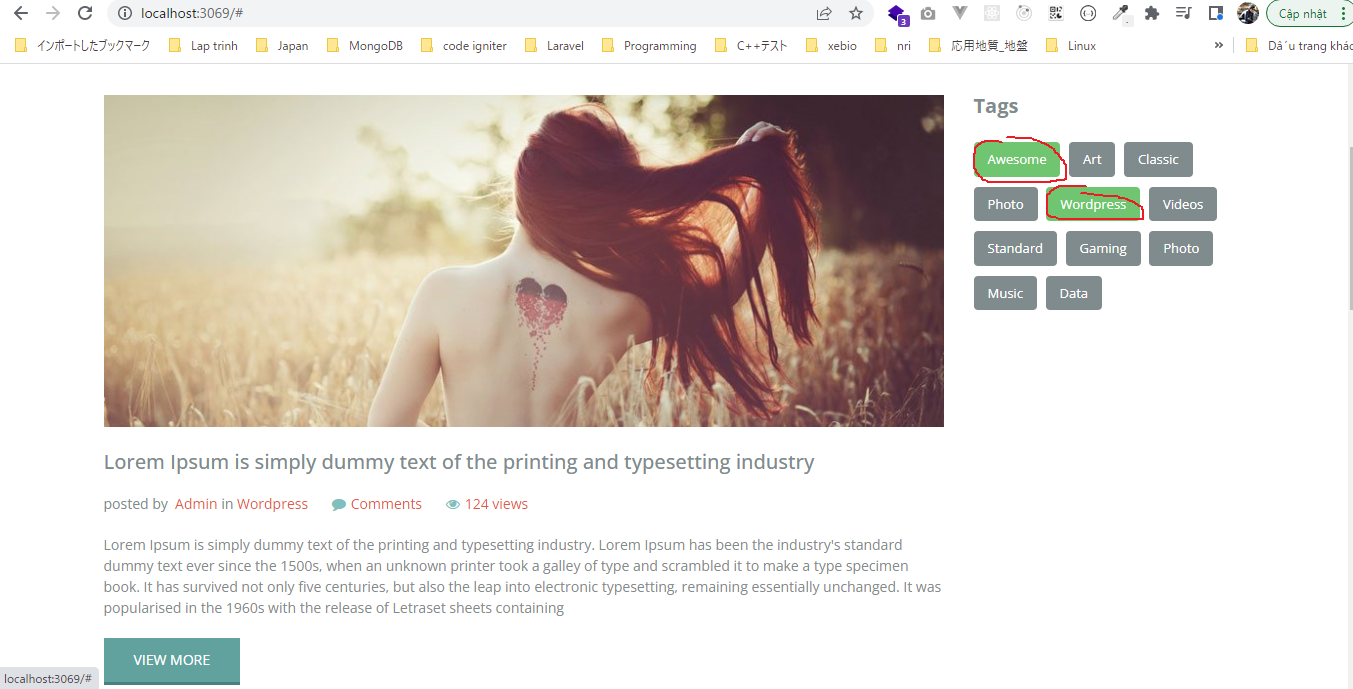 localhost:3069/#
3
Cập nhật
インポートしたブックマーク
Lap trinh
Japan
MongoDB
code igniter
Laravel
Programming
C++テスト
xebio
nri
応用地質_地盤
Linux
»
Dấu trang khác
Tags
Awesome Art Classic
Photo Wordpress Videos
Standard Gaming Photo
Music Data
Lorem Ipsum is simply dummy text of the printing and typesetting industry
posted by Admin in Wordpress Comments 124 views
Lorem Ipsum is simply dummy text of the printing and typesetting industry. Lorem Ipsum has been the industry's standard
dummy text ever since the 1500s, when an unknown printer took a galley of type and scrambled it to make a type specimen
book. It has survived not only five centuries, but also the leap into electronic typesetting, remaining essentially unchanged. It was
popularised in the 1960s with the release of Letraset sheets containing
VIEW MORE
localhost:3069/#